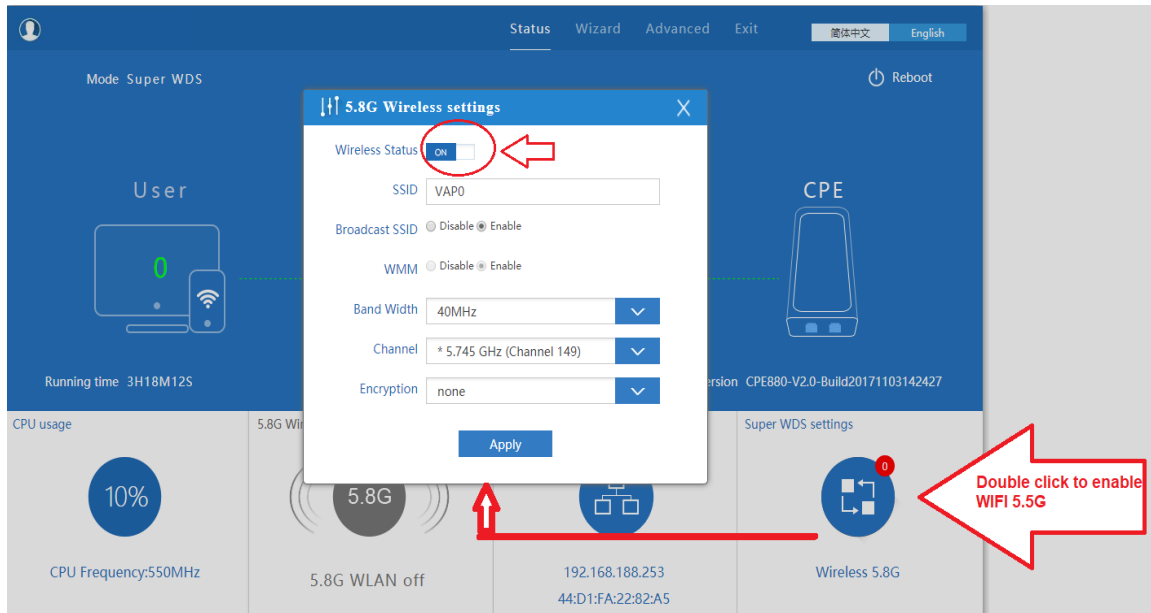 Status Wizard Advanced Exit 简体中文 English
Mode Super WDS
Reboot
5.8G Wireless settings X
Wireless Status ON
SSID VAP0
Broadcast SSID Disable Enable
WMM Disable Enable
Band Width 40MHz
Channel * 5.745 GHz (Channel 149)
Encryption none
Apply
User
0
CPE
Running time 3H18M12S
CPE880-V2.0-Build20171103142427
CPU usage
10%
CPU Frequency:550MHz
5.8G
5.8G WLAN off
192.168.188.253
44:D1:FA:22:82:A5
Super WDS settings
0
Wireless 5.8G
Double click to enable
WIFI 5.5G